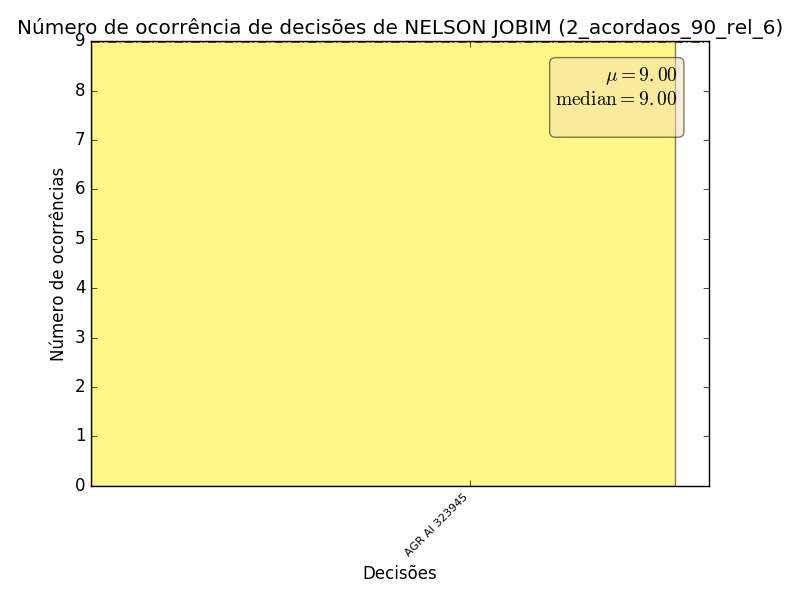 Número de ocorrência de decisões de NELSON JOBIM (2_acordaos_90_rel_6)
9
8
7
6
5
4
3
2
1
0
Número de ocorrências
μ = 9.00
median = 9.00
AGR AI 323945
Decisões